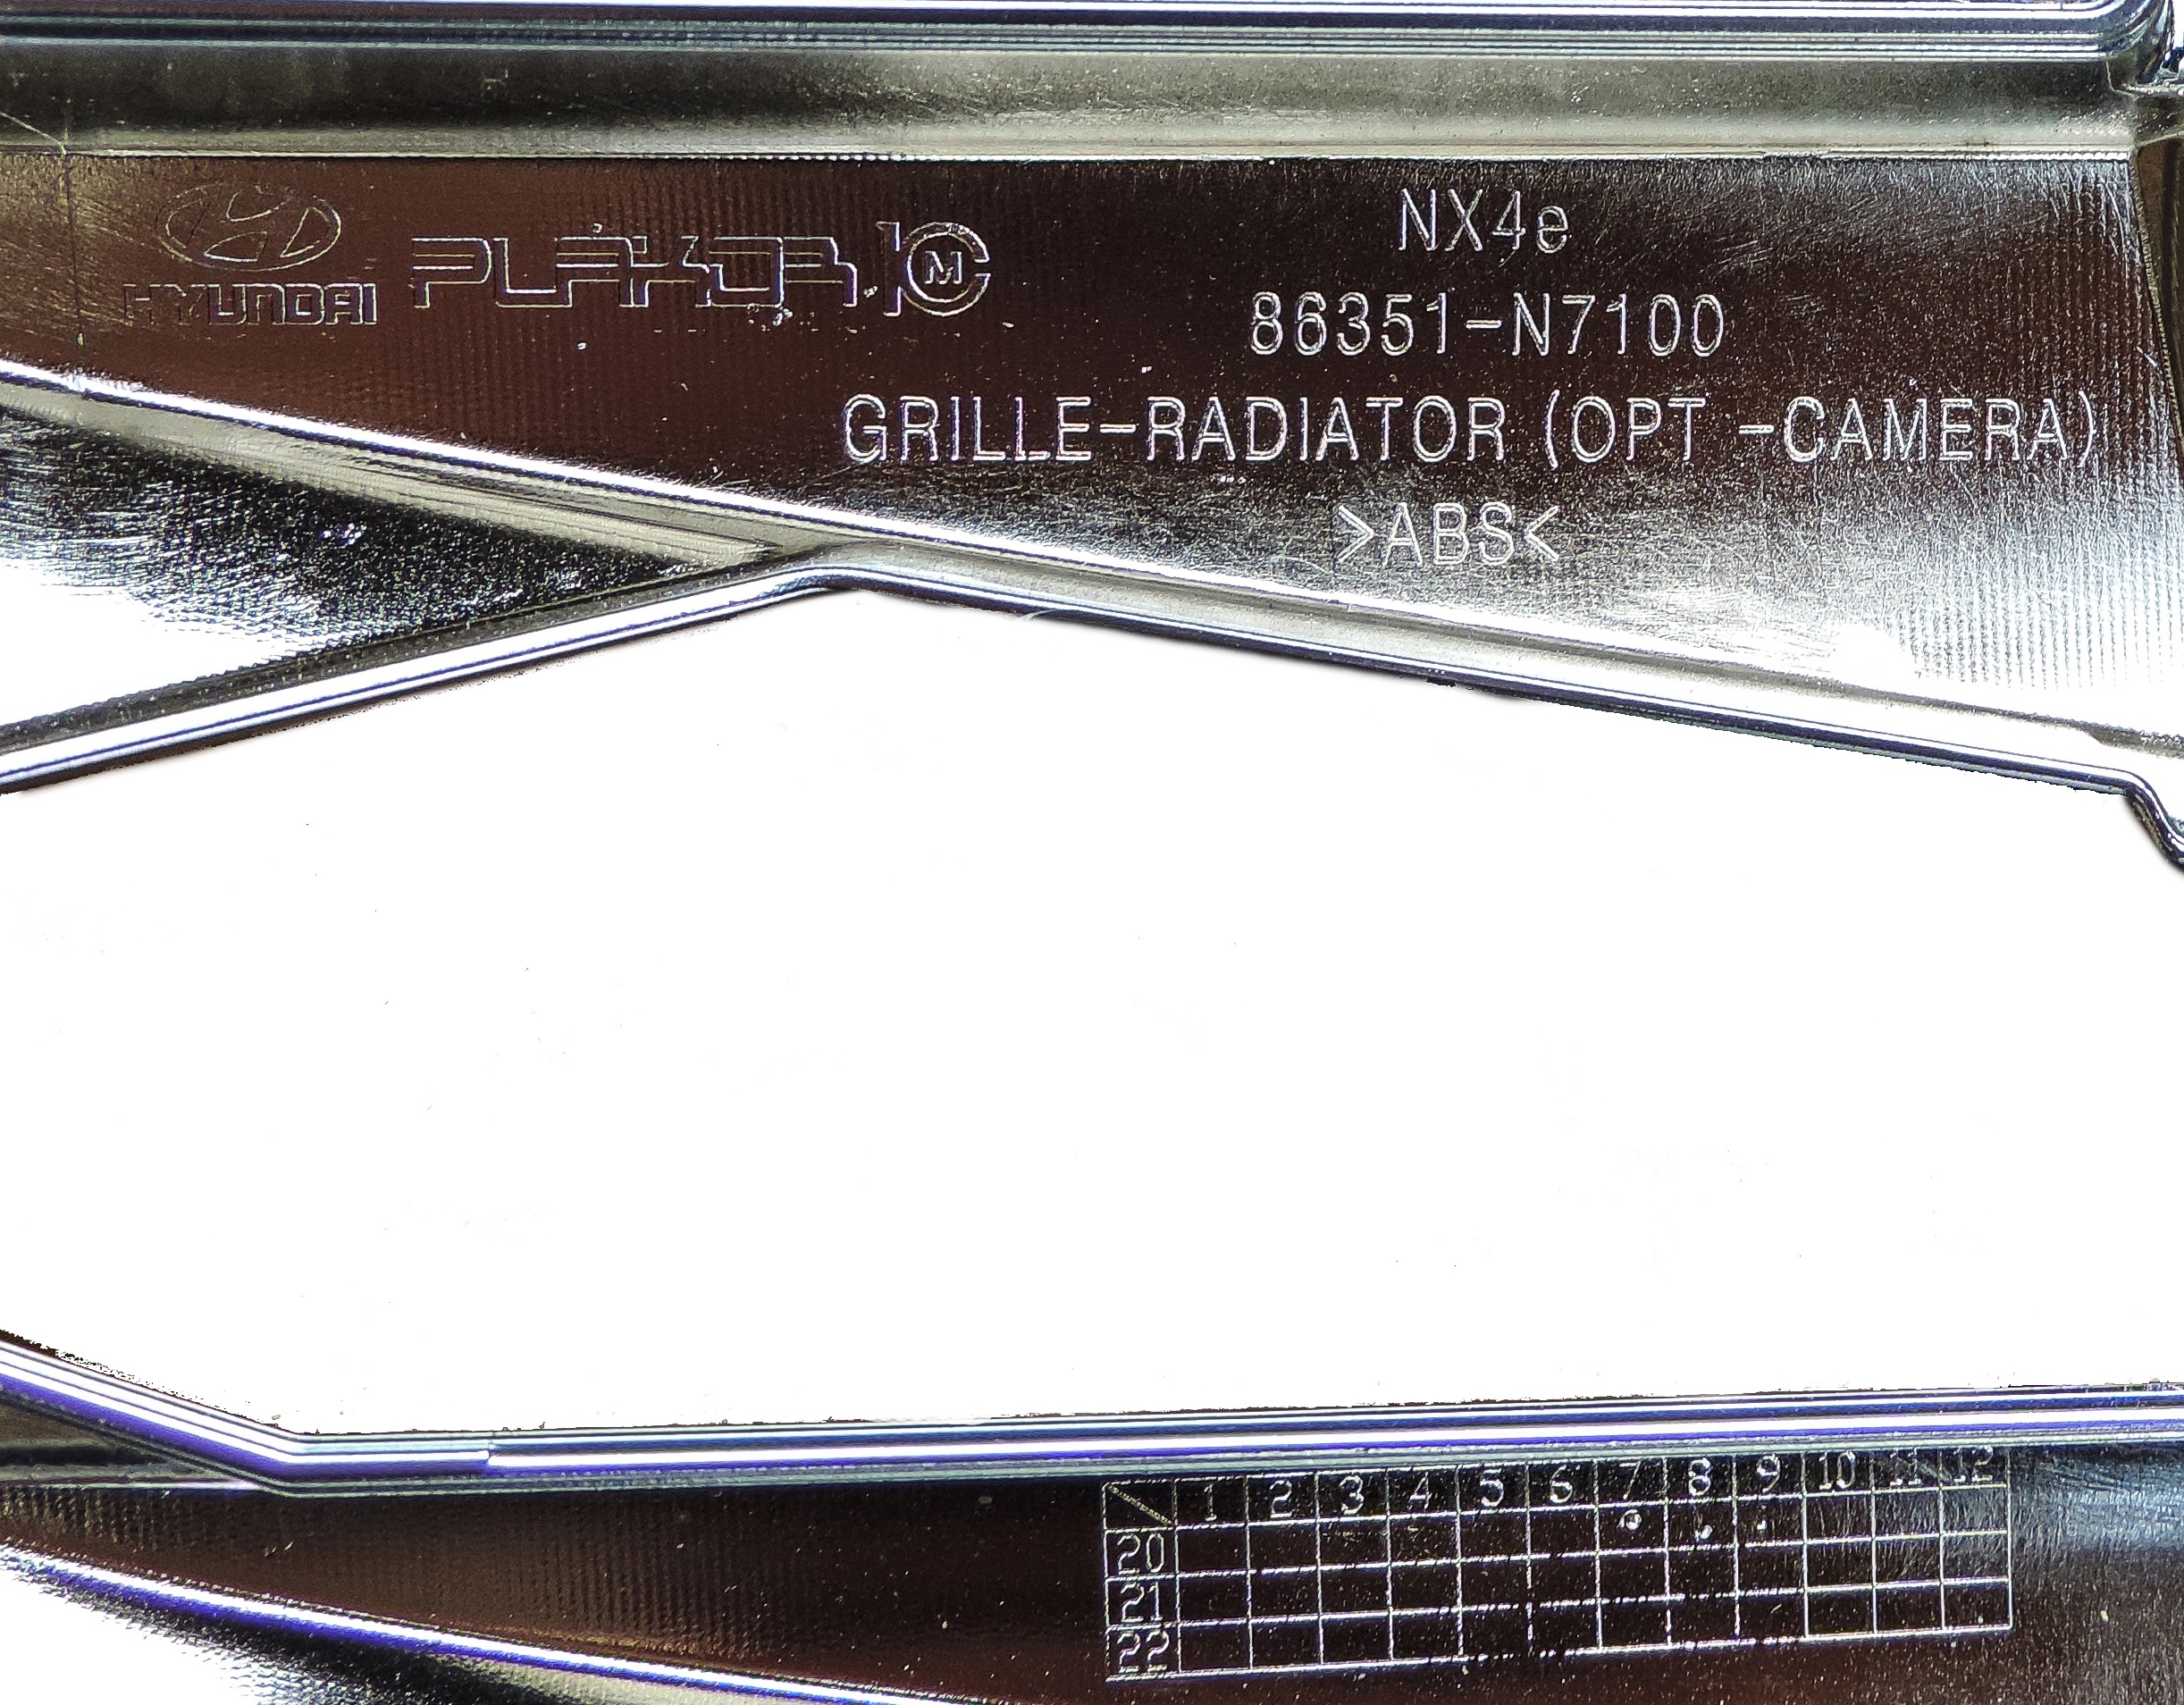 HYUNDAI
PLAKOR
M
NX4e
86351-N7100
GRILLE-RADIATOR (OPT -CAMERA)
>ABS<
1 2 3 4 5 6 7 8 9 10 11 12
20
21
22